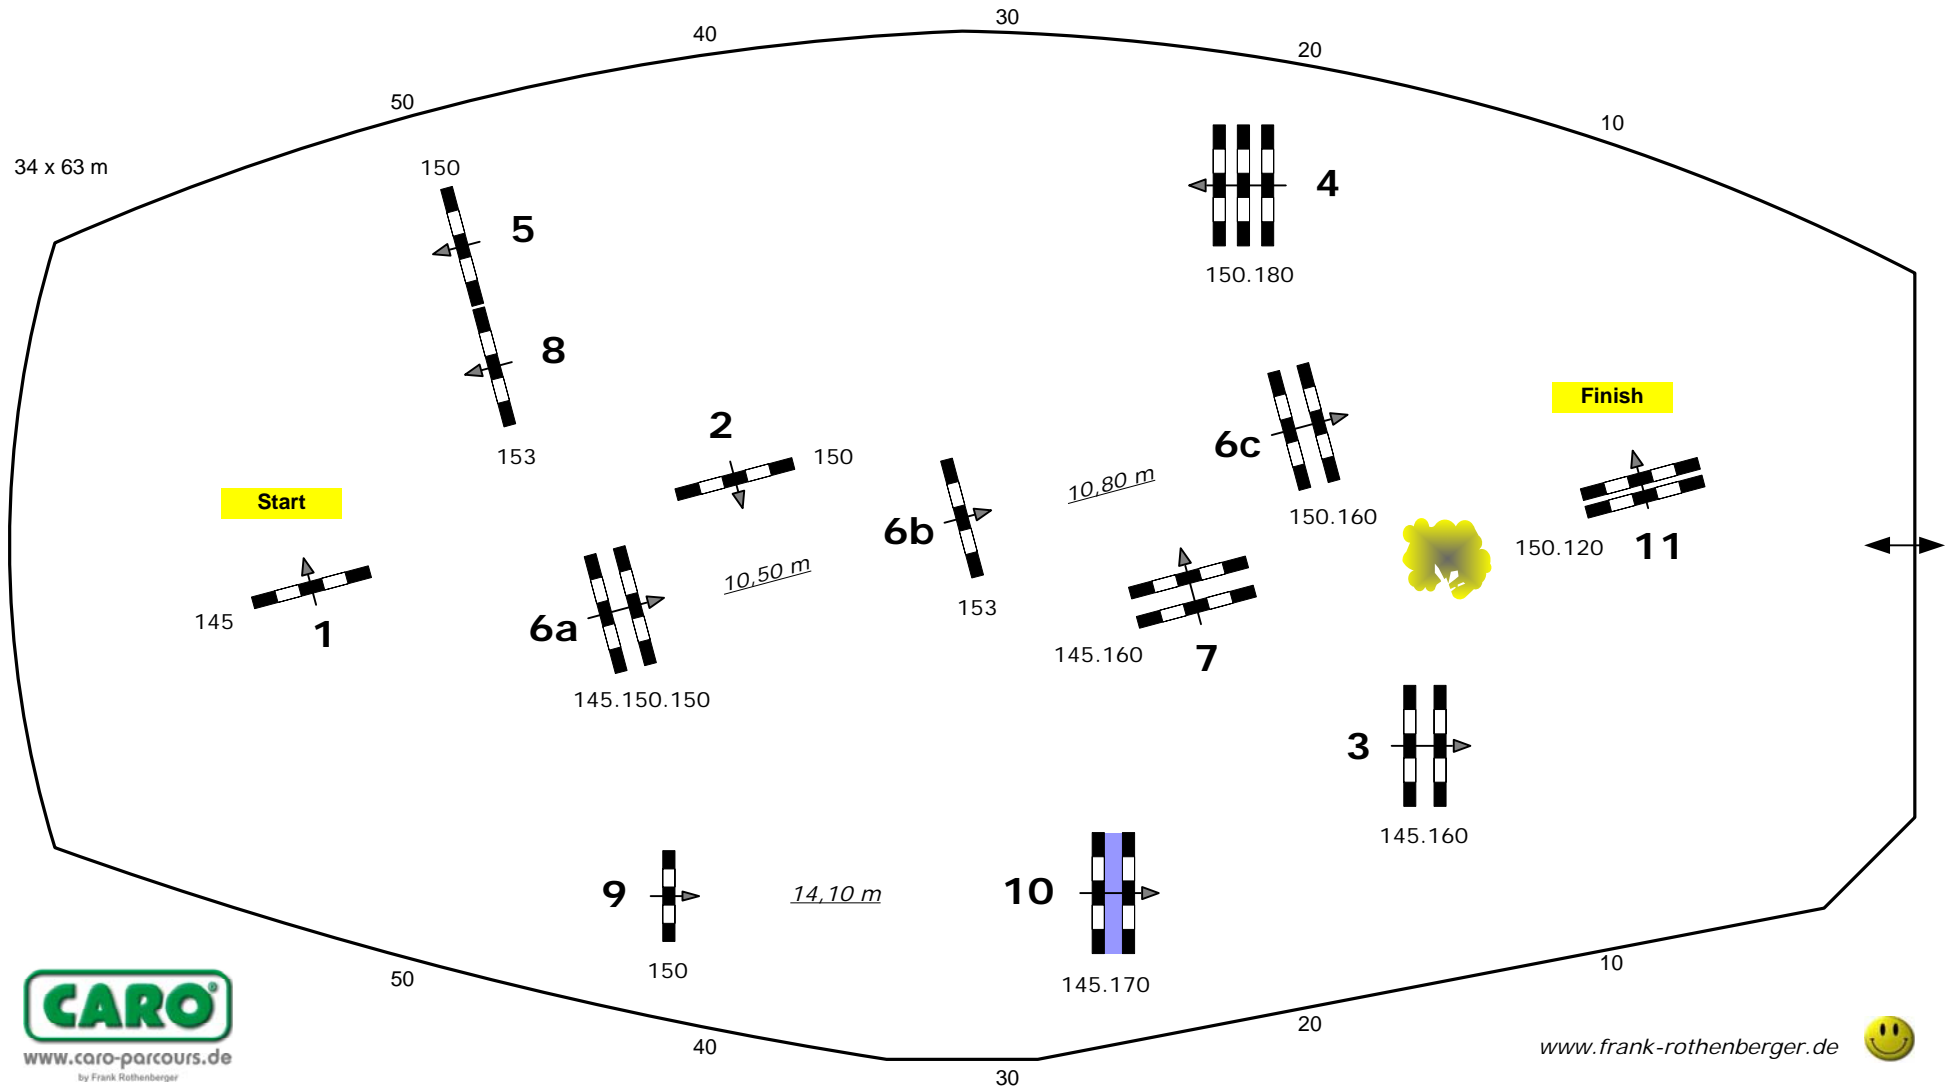 30
40
20
50
10
34 x 63 m
150
5
4
150.180
8
2
150
153
Finish
6c
Start
6b
10,80 m
150.160
150.120
11
10,50 m
153
1
145
6a
145.160
7
145.150.150
3
145.160
9
14,10 m
10
150
145.170
50
10
20
40
30
CARO®
www.caro-parcours.de
by Frank Rothenberger
www.frank-rothenberger.de